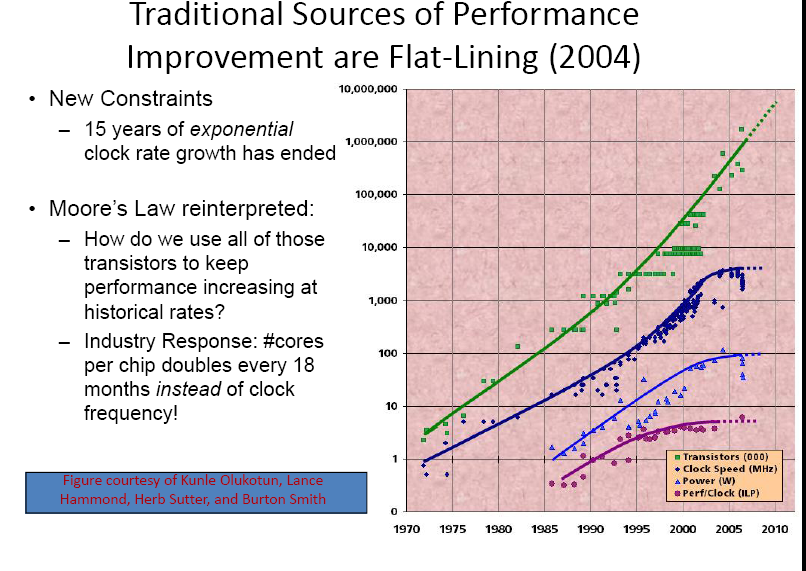 Traditional Sources of Performance
Improvement are Flat-Lining (2004)
• New Constraints
– 15 years of exponential
clock rate growth has ended
• Moore's Law reinterpreted:
– How do we use all of those
transistors to keep
performance increasing at
historical rates?
– Industry Response: #cores
per chip doubles every 18
months instead of clock
frequency!
Figure courtesy of Kunle Olukotun, Lance
Hammond, Herb Sutter, and Burton Smith
10,000,000
1,000,000
100,000
10,000
1,000
100
10
1
0
Transistors (000)
Clock Speed (MHz)
Power (W)
Perf/Clock (ILP)
1970 1975 1980 1985 1990 1995 2000 2005 2010